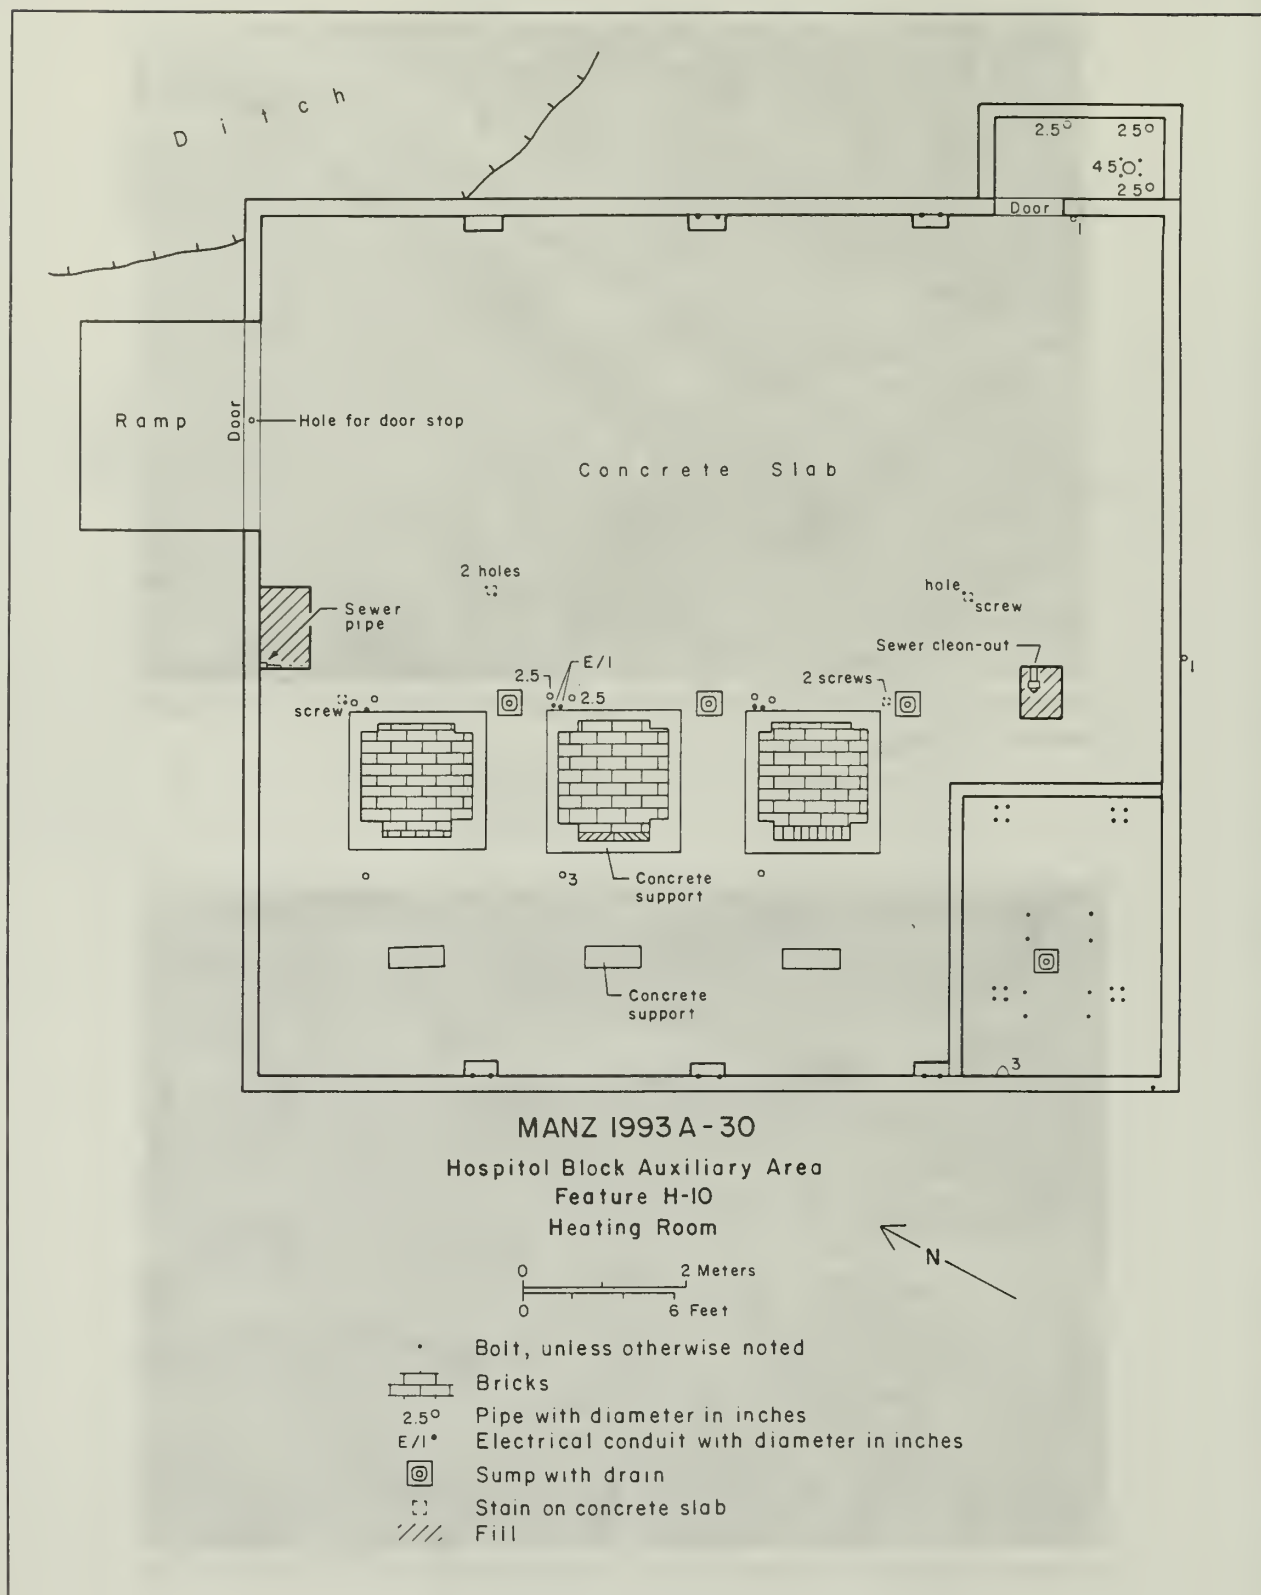 Ditch
2.5
25
45
25
Door
1
Ramp
Door
Hole for door stop
Concrete Slab
2 holes
hole
screw
Sewer
pipe
Sewer clean-out
E/1
2.5
2.5
2 screws
screw
1
3
Concrete
support
Concrete
support
3
MANZ 1993 A-30
Hospitol Block Auxiliary Area
Feature H-10
Heating Room
N
0 2 Meters
0 6 Feet
Bolt, unless otherwise noted
Bricks
2.5 Pipe with diameter in inches
E/1 Electrical conduit with diameter in inches
Sump with drain
Stain on concrete slab
Fill